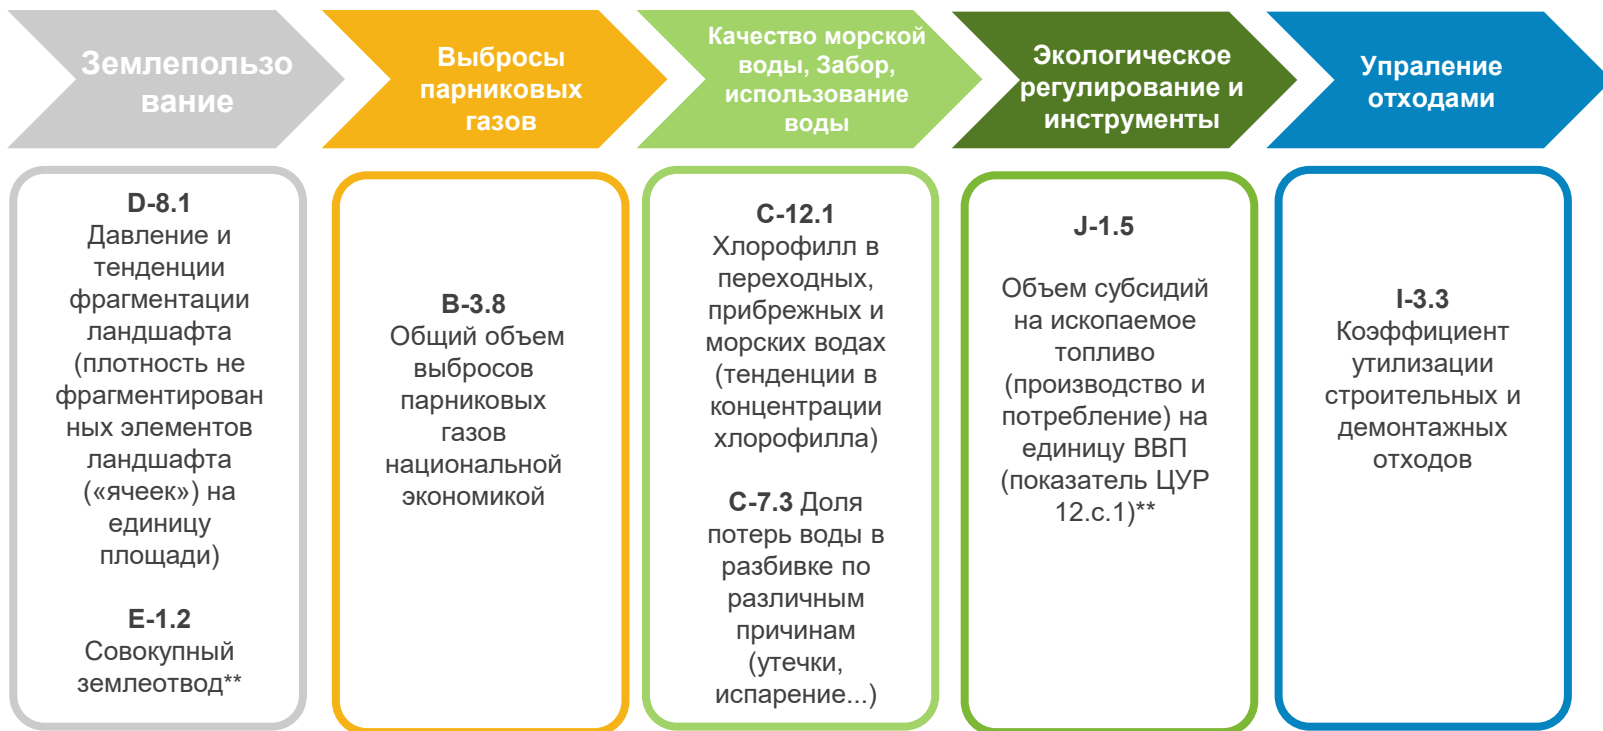 Землепользо
вание
Выбросы
парниковых
газов
Качество морской
воды, Забор,
использование
воды
Экологическое
регулирование и
инструменты
Упраление
отходами
D-8.1
Давление и
тенденции
фрагментации
ландшафта
(плотность не
фрагментирован
ных элементов
ландшафта
(«ячеек») на
единицу
площади)
E-1.2
Совокупный
землеотвод**
B-3.8
Общий объем
выбросов
парниковых
газов
национальной
экономикой
C-12.1
Хлорофилл в
переходных,
прибрежных и
морских водах
(тенденции в
концентрации
хлорофилла)
C-7.3 Доля
потерь воды в
разбивке по
различным
причинам
(утечки,
испарение...)
J-1.5
Объем субсидий
на ископаемое
топливо
(производство и
потребление) на
единицу ВВП
(показатель ЦУР
12.с.1)**
I-3.3
Коэффициент
утилизации
строительных и
демонтажных
отходов